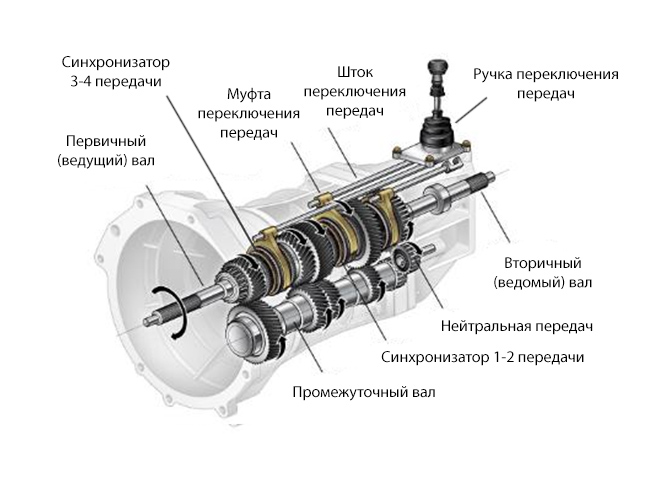 Синхронизатор
3-4 передачи
Муфта
переключения
передач
Шток
переключения
передач
Ручка переключения
передач
Первичный
(ведущий) вал
Вторичный
(ведомый) вал
Нейтральная передач
Синхронизатор 1-2 передачи
Промежуточный вал